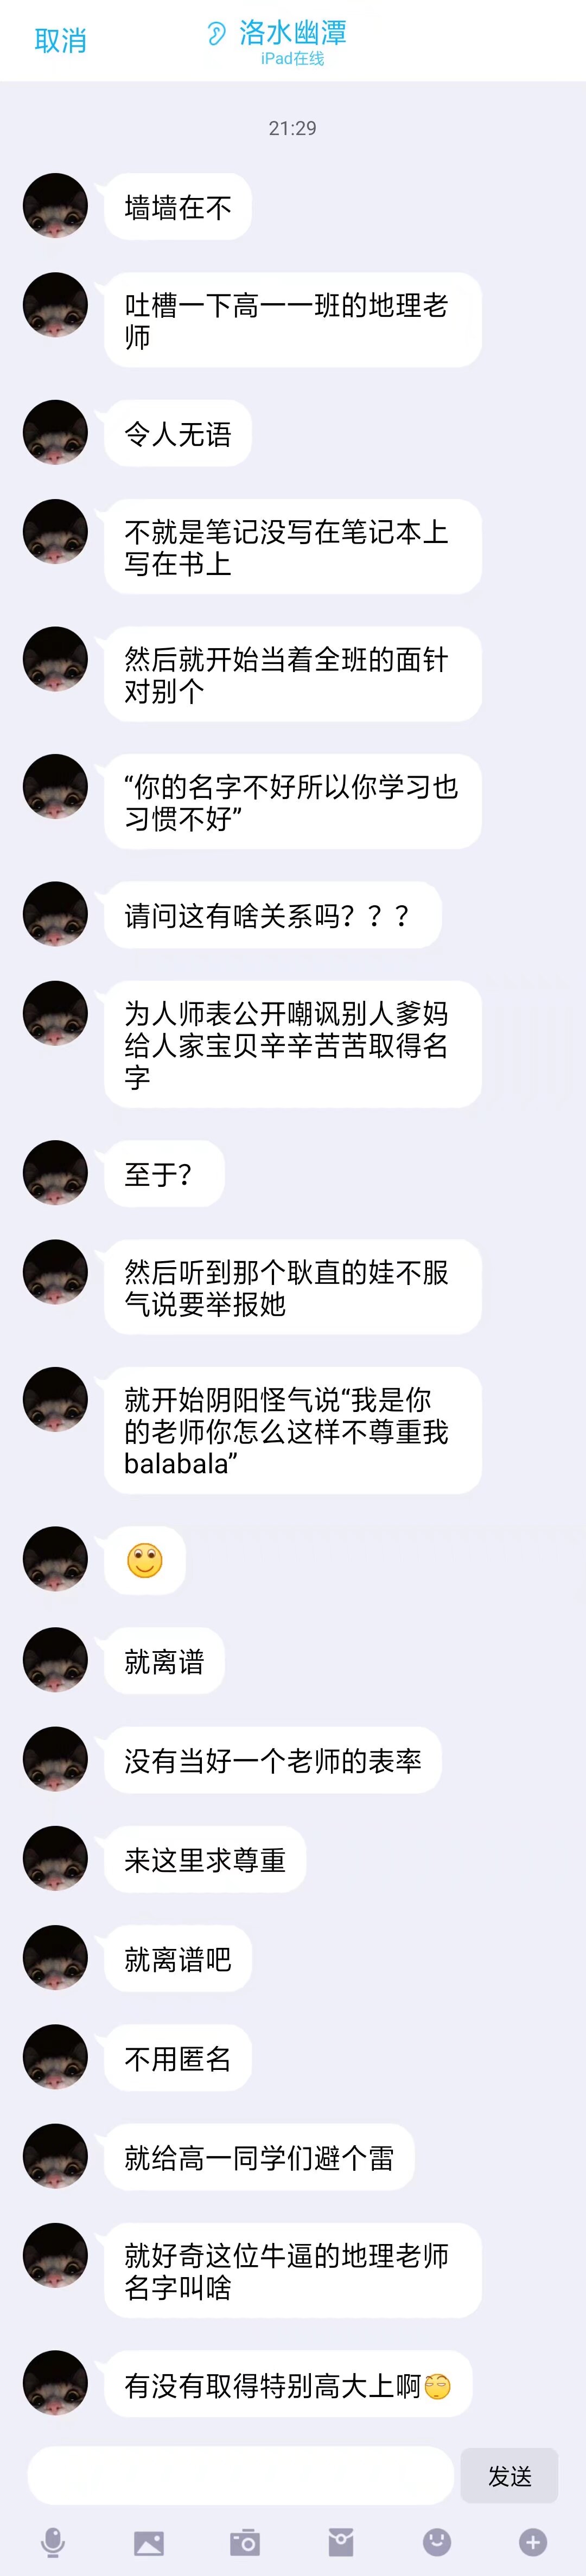 取消
洛水幽潭
iPad在线
21:29
墙墙在不
吐槽一下高一一班的地理老
师
令人无语
不就是笔记没写在笔记本上
写在书上
然后就开始当着全班的面针
对别个
“你的名字不好所以你学习也
习惯不好”
请问这有啥关系吗？？？
为人师表公开嘲讽别人爹妈
给人家宝贝辛辛苦苦取得名
字
至于？
然后听到那个耿直的娃不服
气说要举报她
就开始阴阳怪气说“我是你
的老师你怎么这样不尊重我
balabala”
就离谱
没有当好一个老师的表率
来这里求尊重
就离谱吧
不用匿名
就给高一同学们避个雷
就好奇这位牛逼的地理老师
名字叫啥
有没有取得特别高大上啊
发送